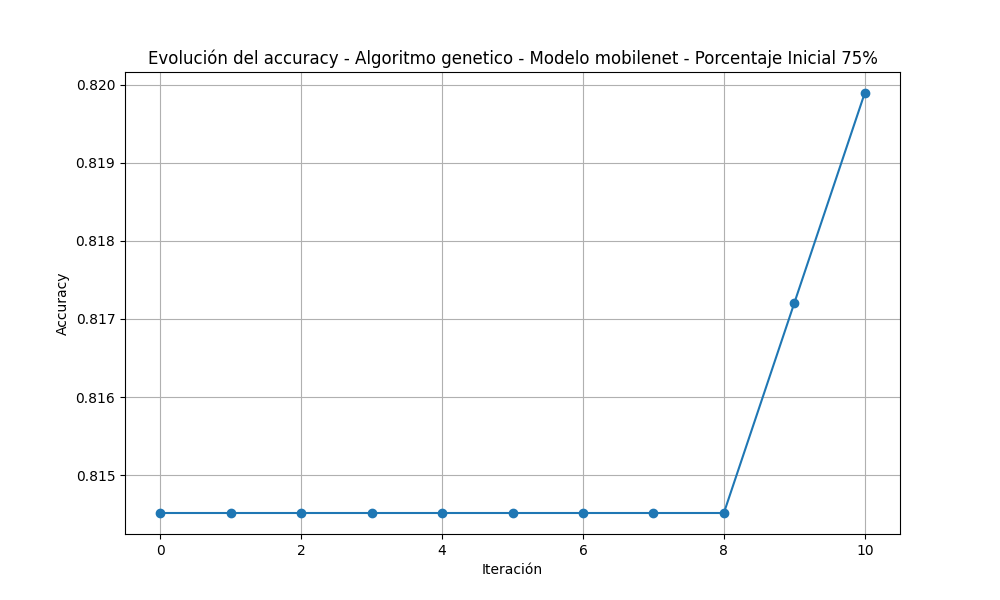 Evolución del accuracy - Algoritmo genetico - Modelo mobilenet - Porcentaje Inicial 75%
0.820
0.819
0.818
0.817
0.816
0.815
Accuracy
0 2 4 6 8 10
Iteración